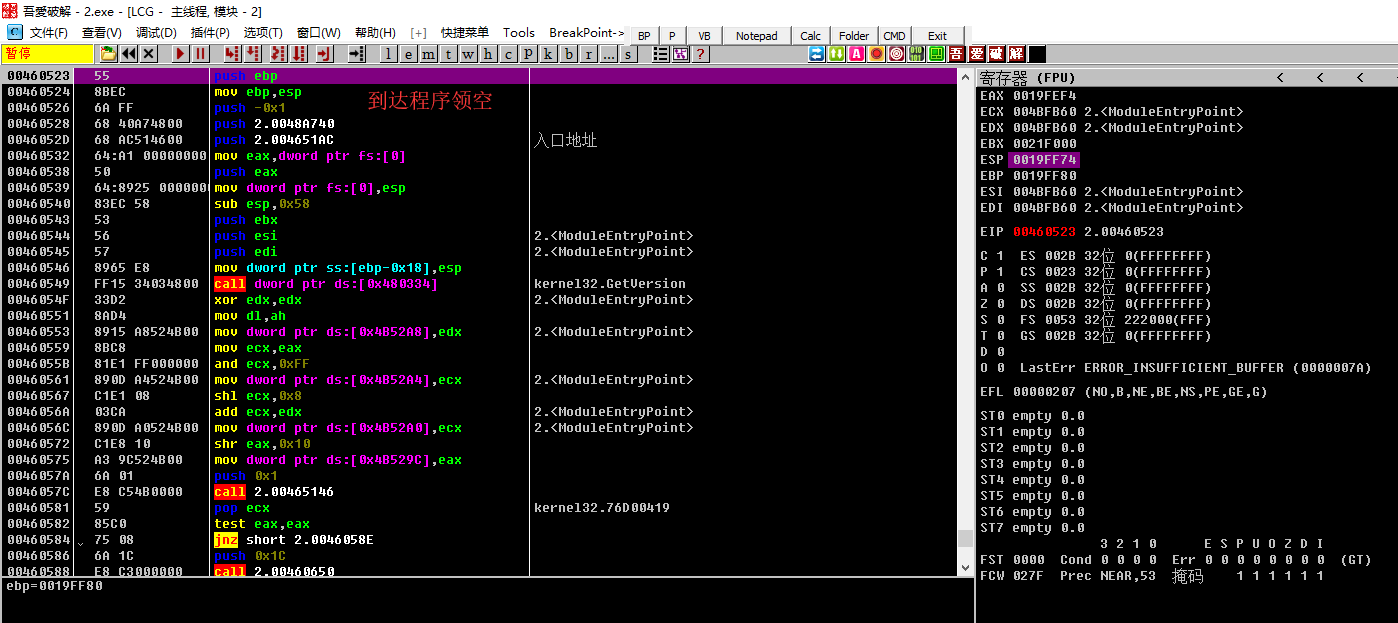 吾愛破解 - 2.exe - [LCG - 主线程, 模块 - 2]
文件(F) 查看(V) 调试(D) 插件(P) 选项(T) 窗口(W) 帮助(H) [+] 快捷菜单 Tools BreakPoint-> BP P VB Notepad Calc Folder CMD Exit
暂停 l e m t w h c p k b r ... s ? 吾 爱 破 解
00460523 55 push ebp
00460524 8BEC mov ebp,esp
00460526 6A FF push -0x1
到达程序领空
00460528 68 40A74800 push 2.0048A740
0046052D 68 AC514600 push 2.004651AC 入口地址
00460532 64:A1 00000000 mov eax,dword ptr fs:[0]
00460538 50 push eax
00460539 64:8925 0000000 mov dword ptr fs:[0],esp
00460540 83EC 58 sub esp,0x58
00460543 53 push ebx
00460544 56 push esi 2.<ModuleEntryPoint>
00460545 57 push edi 2.<ModuleEntryPoint>
00460546 8965 E8 mov dword ptr ss:[ebp-0x18],esp
00460549 FF15 34034800 call dword ptr ds:[0x480334] kernel32.GetVersion
0046054F 33D2 xor edx,edx 2.<ModuleEntryPoint>
00460551 8AD4 mov dl,ah
00460553 8915 A8524B00 mov dword ptr ds:[0x4B52A8],edx 2.<ModuleEntryPoint>
00460559 8BC8 mov ecx,eax
0046055B 81E1 FF000000 and ecx,0xFF
00460561 890D A4524B00 mov dword ptr ds:[0x4B52A4],ecx 2.<ModuleEntryPoint>
00460567 C1E1 08 shl ecx,0x8
0046056A 03CA add ecx,edx 2.<ModuleEntryPoint>
0046056C 890D A0524B00 mov dword ptr ds:[0x4B52A0],ecx 2.<ModuleEntryPoint>
00460572 C1E8 10 shr eax,0x10
00460575 A3 9C524B00 mov dword ptr ds:[0x4B529C],eax
0046057A 6A 01 push 0x1
0046057C E8 C54B0000 call 2.00465146
00460581 59 pop ecx kernel32.76D00419
00460582 85C0 test eax,eax
00460584 75 08 jnz short 2.0046058E
00460586 6A 1C push 0x1C
00460588 E8 C3000000 call 2.00460650
ebp=0019FF80
寄存器 (FPU) < < <
EAX 0019FEF4
ECX 004BFB60 2.<ModuleEntryPoint>
EDX 004BFB60 2.<ModuleEntryPoint>
EBX 0021F000
ESP 0019FF74
EBP 0019FF80
ESI 004BFB60 2.<ModuleEntryPoint>
EDI 004BFB60 2.<ModuleEntryPoint>
EIP 00460523 2.00460523
C 1 ES 002B 32位 0(FFFFFFFF)
P 1 CS 0023 32位 0(FFFFFFFF)
A 0 SS 002B 32位 0(FFFFFFFF)
Z 0 DS 002B 32位 0(FFFFFFFF)
S 0 FS 0053 32位 222000(FFF)
T 0 GS 002B 32位 0(FFFFFFFF)
D 0
O 0 LastErr ERROR_INSUFFICIENT_BUFFER (0000007A)
EFL 00000207 (NO,B,NE,BE,NS,PE,GE,G)
ST0 empty 0.0
ST1 empty 0.0
ST2 empty 0.0
ST3 empty 0.0
ST4 empty 0.0
ST5 empty 0.0
ST6 empty 0.0
ST7 empty 0.0
3 2 1 0 E S P U O Z D I
FST 0000 Cond 0 0 0 0 Err 0 0 0 0 0 0 0 0 (GT)
FCW 027F Prec NEAR,53 掩码 1 1 1 1 1 1